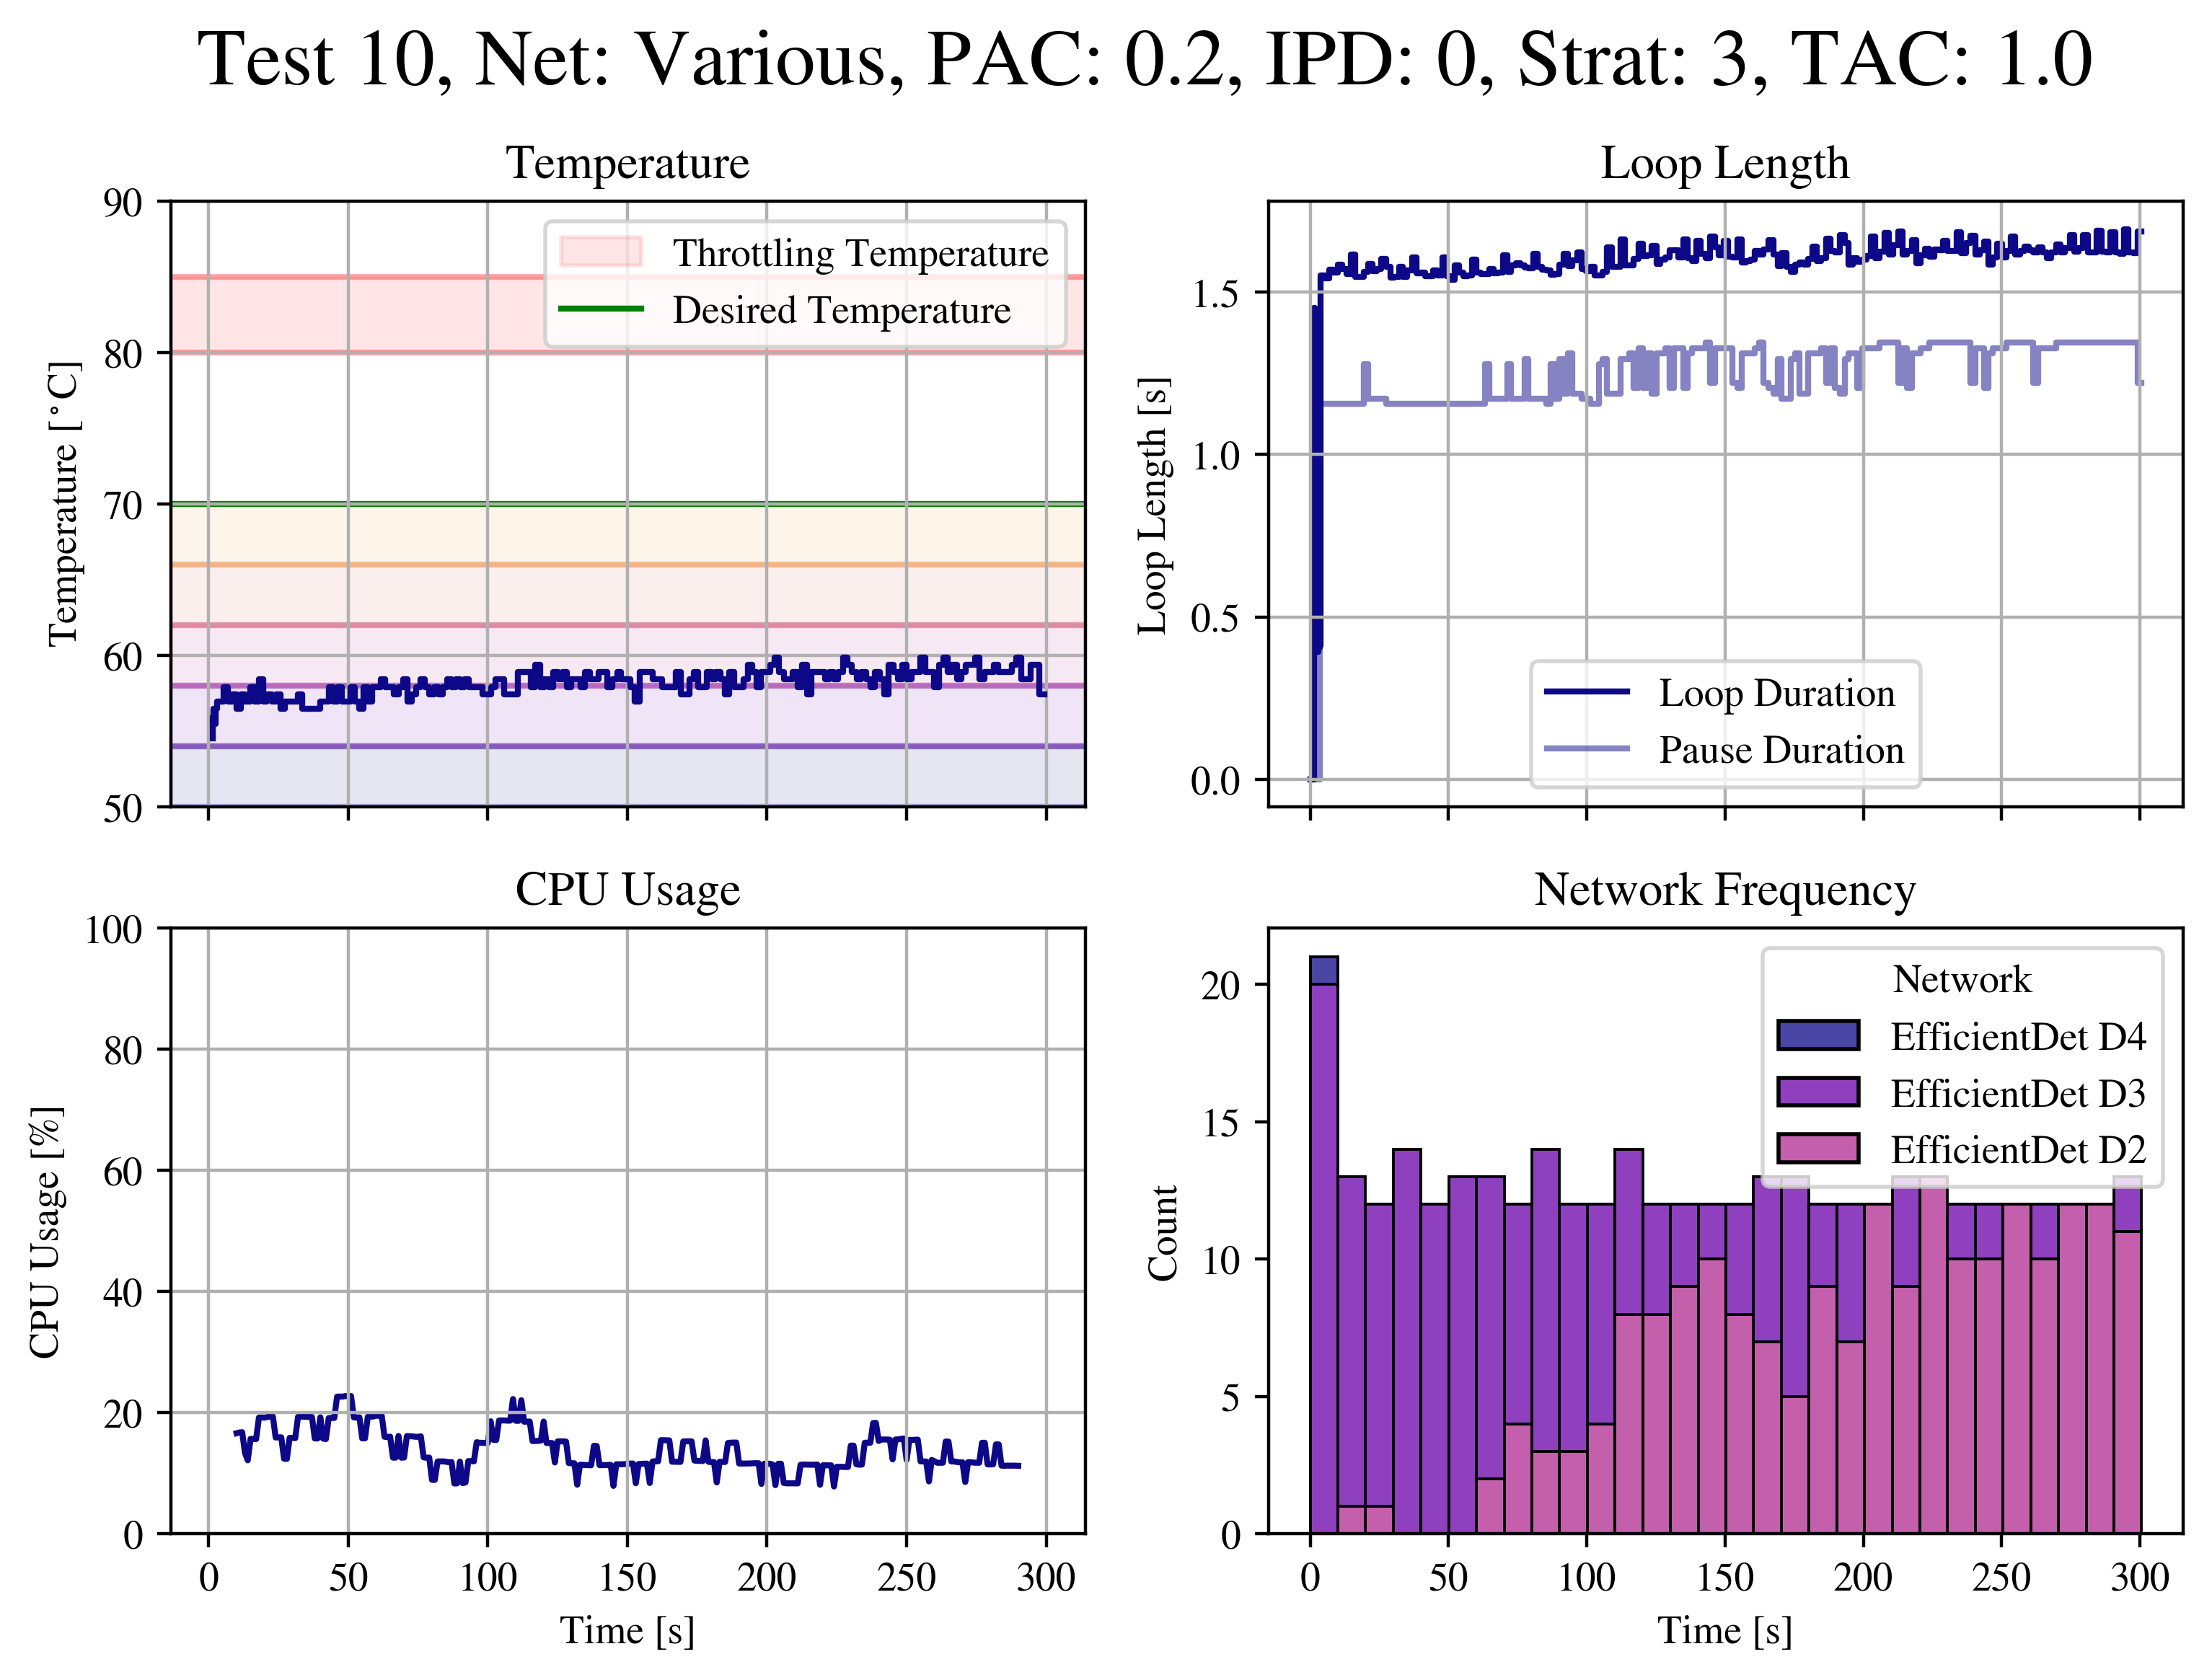 Test 10, Net: Various, PAC: 0.2, IPD: 0, Strat: 3, TAC: 1.0
Temperature
90
80
70
60
50
Temperature [°C]
Throttling Temperature
Desired Temperature
Loop Length
1.5
1.0
0.5
0.0
Loop Length [s]
Loop Duration
Pause Duration
CPU Usage
100
80
60
40
20
0
CPU Usage [%]
0 50 100 150 200 250 300
Time [s]
Network Frequency
20
15
10
5
0
Count
Network
EfficientDet D4
EfficientDet D3
EfficientDet D2
0 50 100 150 200 250 300
Time [s]